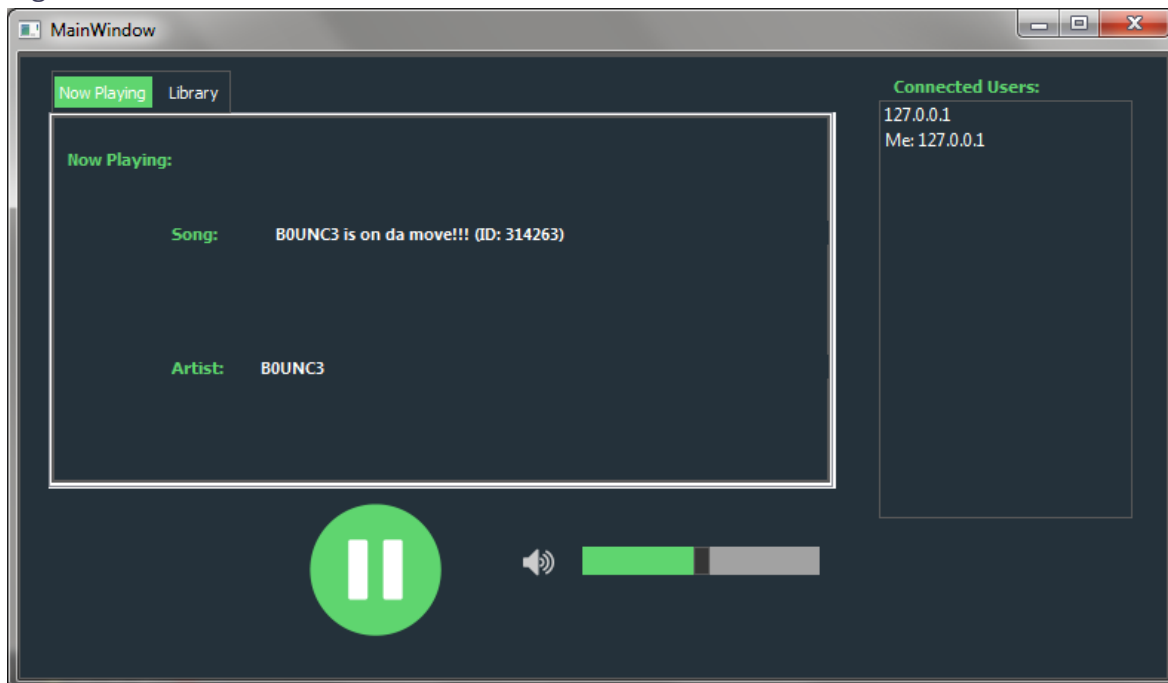 MainWindow
Now Playing Library
Connected Users:
127.0.0.1
Me: 127.0.0.1
Now Playing:
Song: B0UNC3 is on da move!!! (ID: 314263)
Artist: B0UNC3